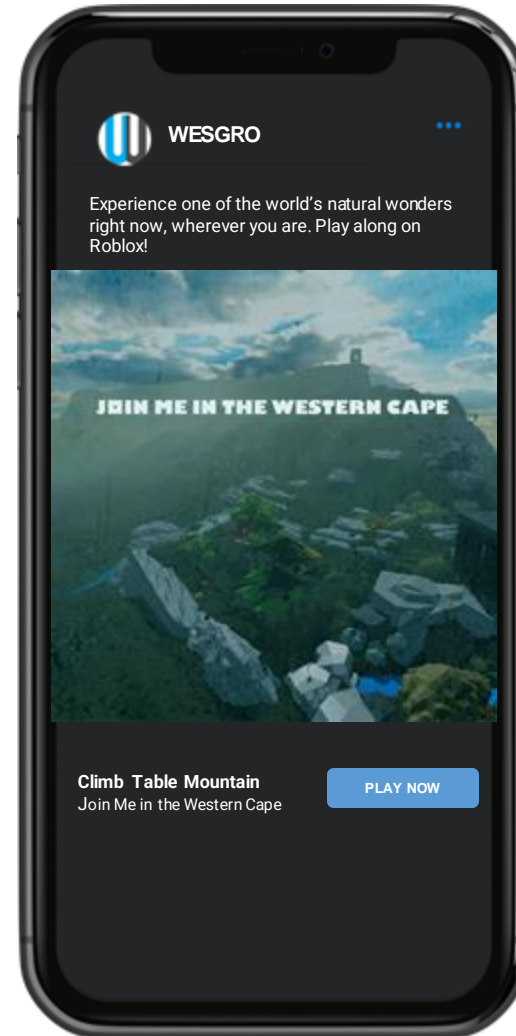 WESGRO
Experience one of the world's natural wonders
right now, wherever you are. Play along on
Roblox!
JOIN ME IN THE WESTERN CAPE
Climb Table Mountain
Join Me in the Western Cape
PLAY NOW